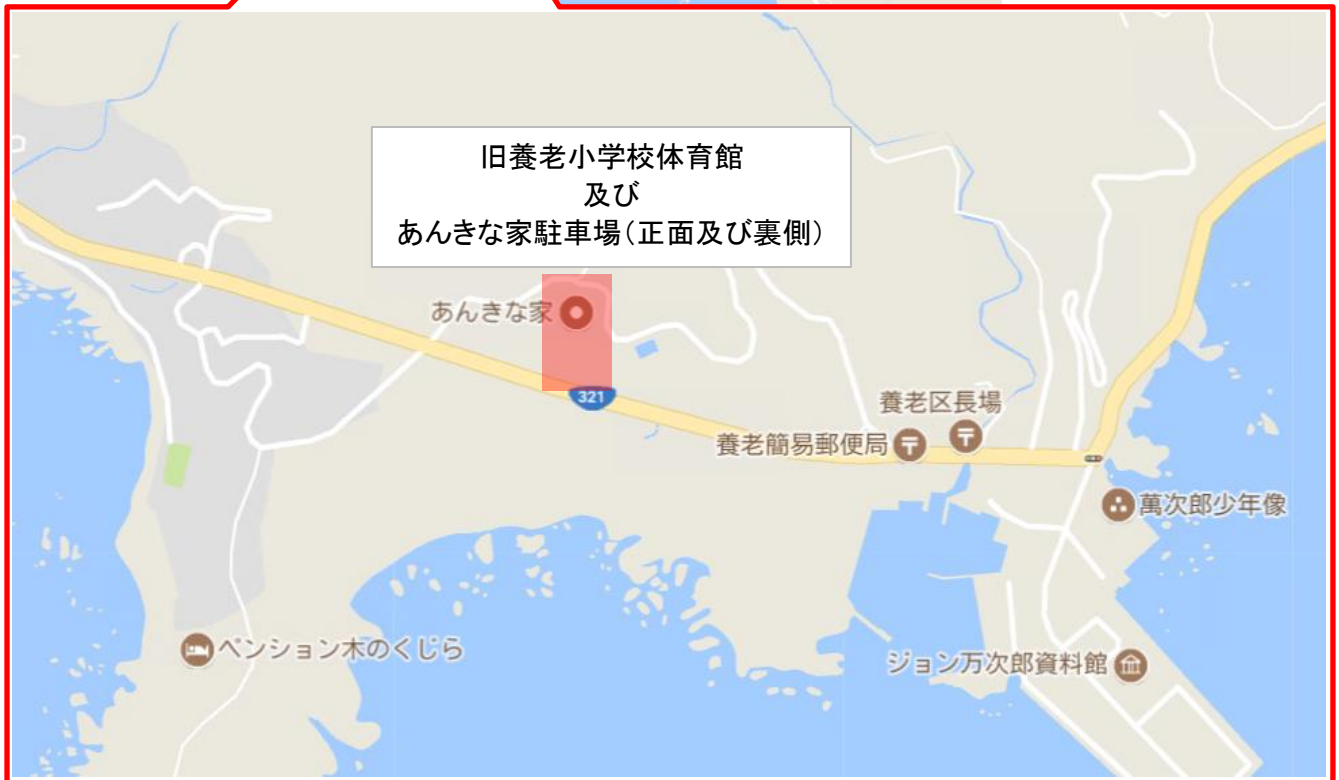 旧養老小学校体育館
及び
あんきな家駐車場（正面及び裏側）
あんきな家
321
養老区長場
養老簡易郵便局
萬次郎少年像
ペンション木のくじら
ジョン万次郎資料館